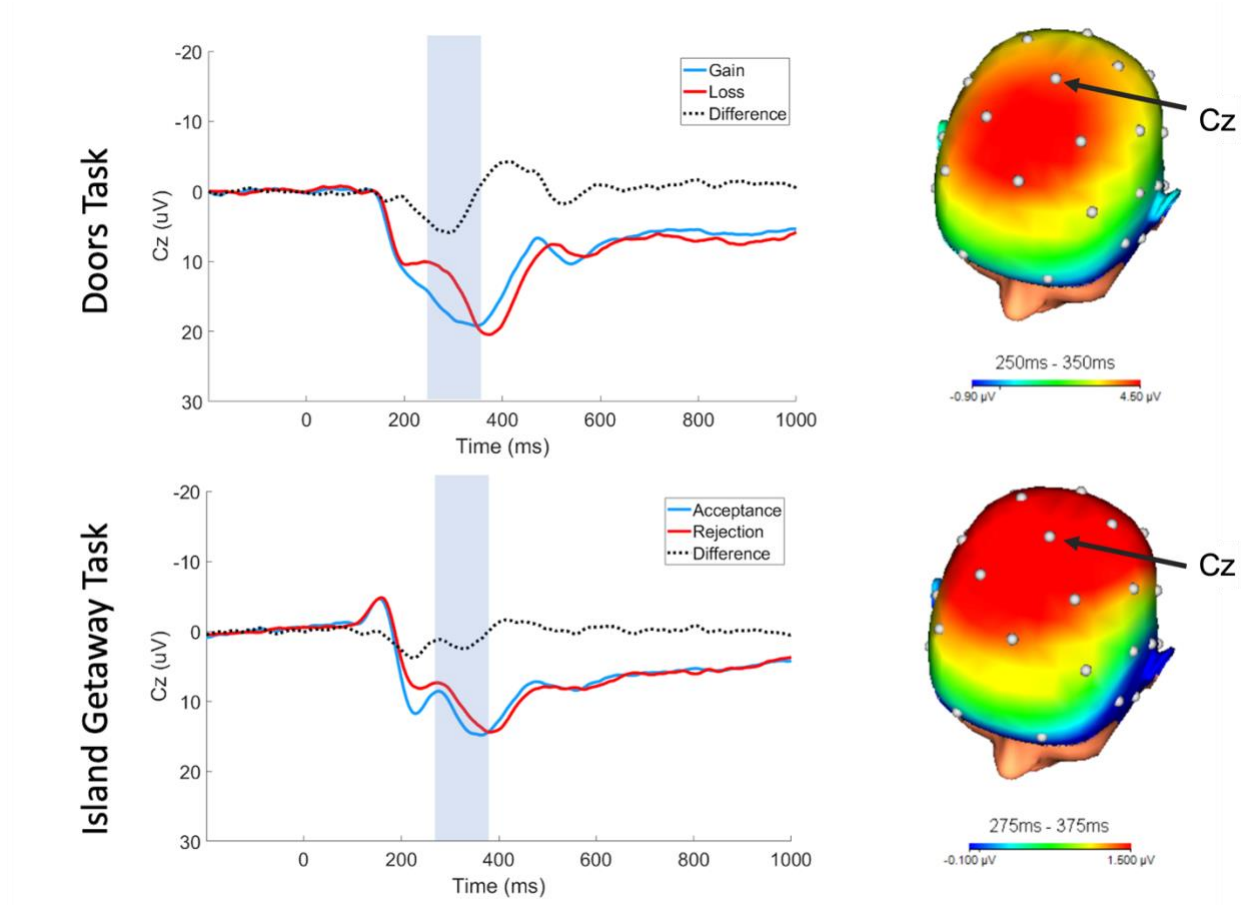 Doors Task
-20
-10
0
10
20
30
Cz (uV)
0
200
400
600
800
1000
Time (ms)
Gain
Loss
Difference
Cz
250ms - 350ms
-0.90 µV
4.50 µV
Island Getaway Task
-20
-10
0
10
20
30
Cz (uV)
0
200
400
600
800
1000
Time (ms)
Acceptance
Rejection
Difference
Cz
275ms - 375ms
-0.100 µV
1.500 µV